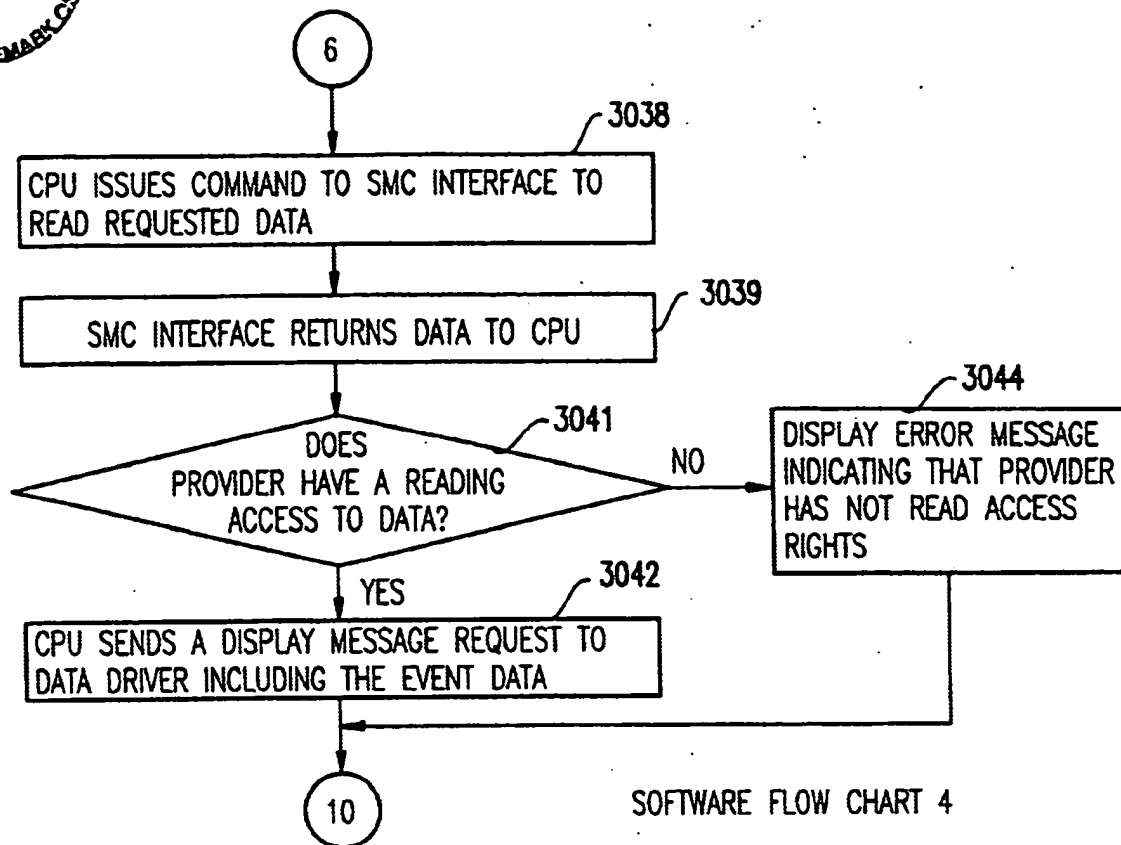 EMARK
6
3038
CPU ISSUES COMMAND TO SMC INTERFACE TO
READ REQUESTED DATA
3039
SMC INTERFACE RETURNS DATA TO CPU
3041
DOES
PROVIDER HAVE A READING
ACCESS TO DATA?
NO
3044
DISPLAY ERROR MESSAGE
INDICATING THAT PROVIDER
HAS NOT READ ACCESS
RIGHTS
YES
3042
CPU SENDS A DISPLAY MESSAGE REQUEST TO
DATA DRIVER INCLUDING THE EVENT DATA
10
SOFTWARE FLOW CHART 4